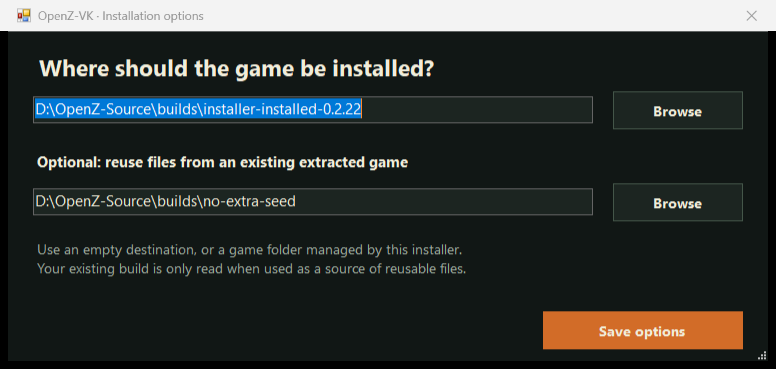 OpenZ-VK · Installation options
Where should the game be installed?
D:\OpenZ-Source\builds\installer-installed-0.2.22
Browse
Optional: reuse files from an existing extracted game
D:\OpenZ-Source\builds\no-extra-seed
Browse
Use an empty destination, or a game folder managed by this installer.
Your existing build is only read when used as a source of reusable files.
Save options